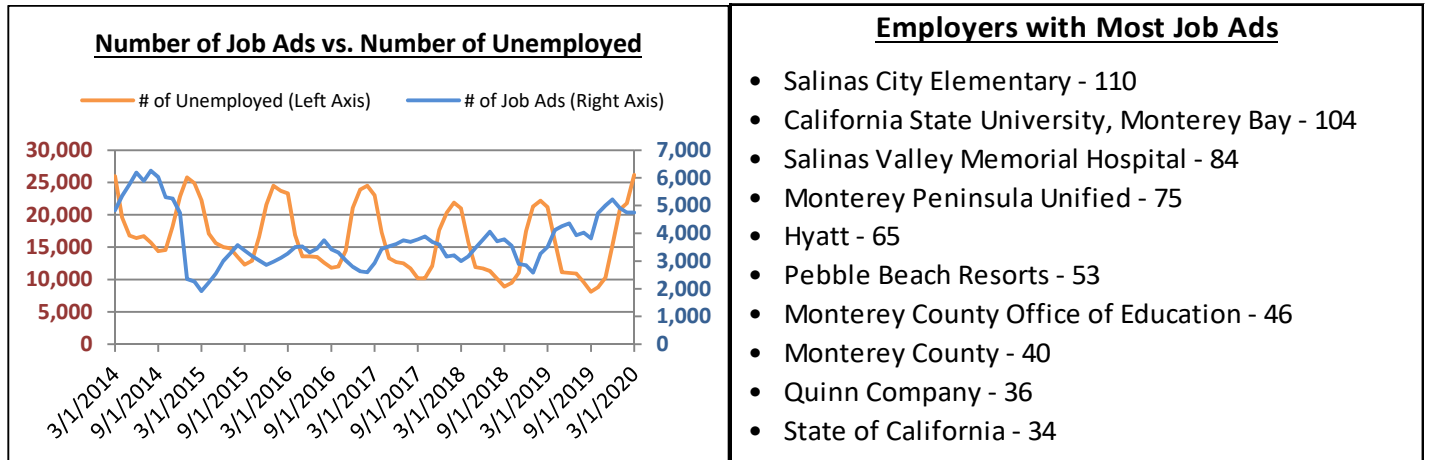 Number of Job Ads vs. Number of Unemployed
# of Unemployed (Left Axis) # of Job Ads (Right Axis)
30,000 7,000
25,000 6,000
20,000 5,000
15,000 4,000
10,000 3,000
5,000 2,000
0 1,000
0
3/1/2014
9/1/2014
3/1/2015
9/1/2015
3/1/2016
9/1/2016
3/1/2017
9/1/2017
3/1/2018
9/1/2018
3/1/2019
9/1/2019
3/1/2020
Employers with Most Job Ads
• Salinas City Elementary - 110
• California State University, Monterey Bay - 104
• Salinas Valley Memorial Hospital - 84
• Monterey Peninsula Unified - 75
• Hyatt - 65
• Pebble Beach Resorts - 53
• Monterey County Office of Education - 46
• Monterey County - 40
• Quinn Company - 36
• State of California - 34